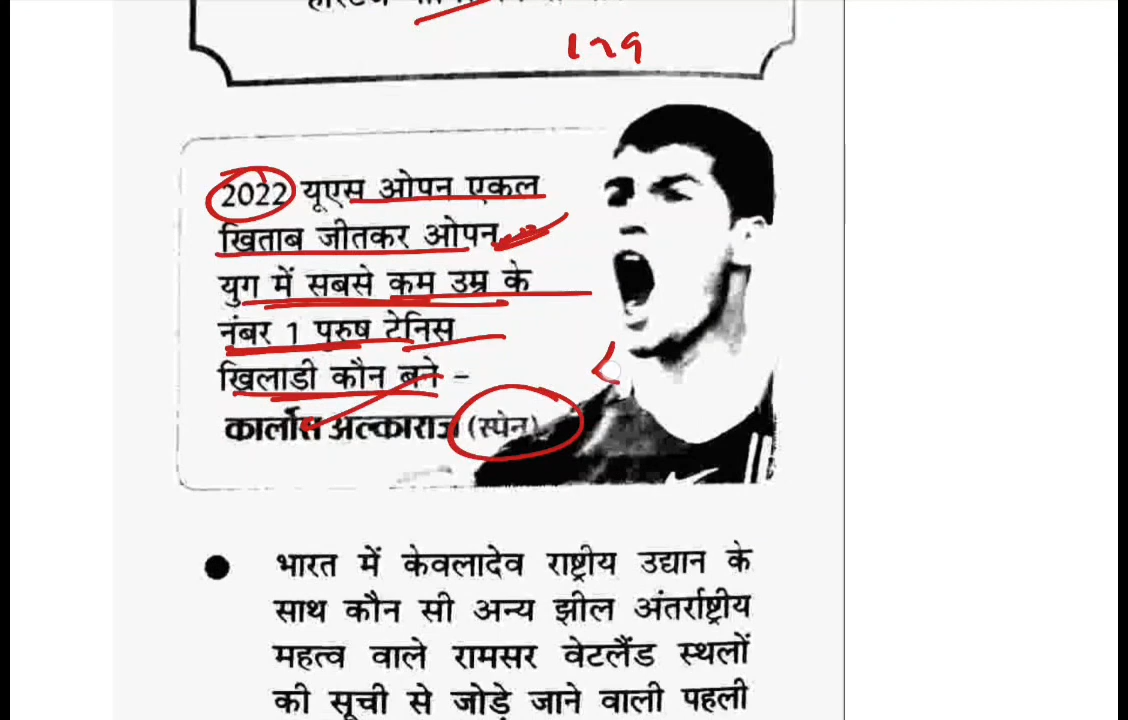 129
2022 यूएस ओपन एकल
खिताब जीतकर ओपन
युग में सबसे कम उम्र के
नंबर 1 पुरुष टेनिस
खिलाडी कौन बने -
कार्लोस अल्काराज (स्पेन)
● भारत में केवलादेव राष्ट्रीय उद्यान के
साथ कौन सी अन्य झील अंतर्राष्ट्रीय
महत्व वाले रामसर वेटलैंड स्थलों
की सूची से जोड़े जाने वाली पहली